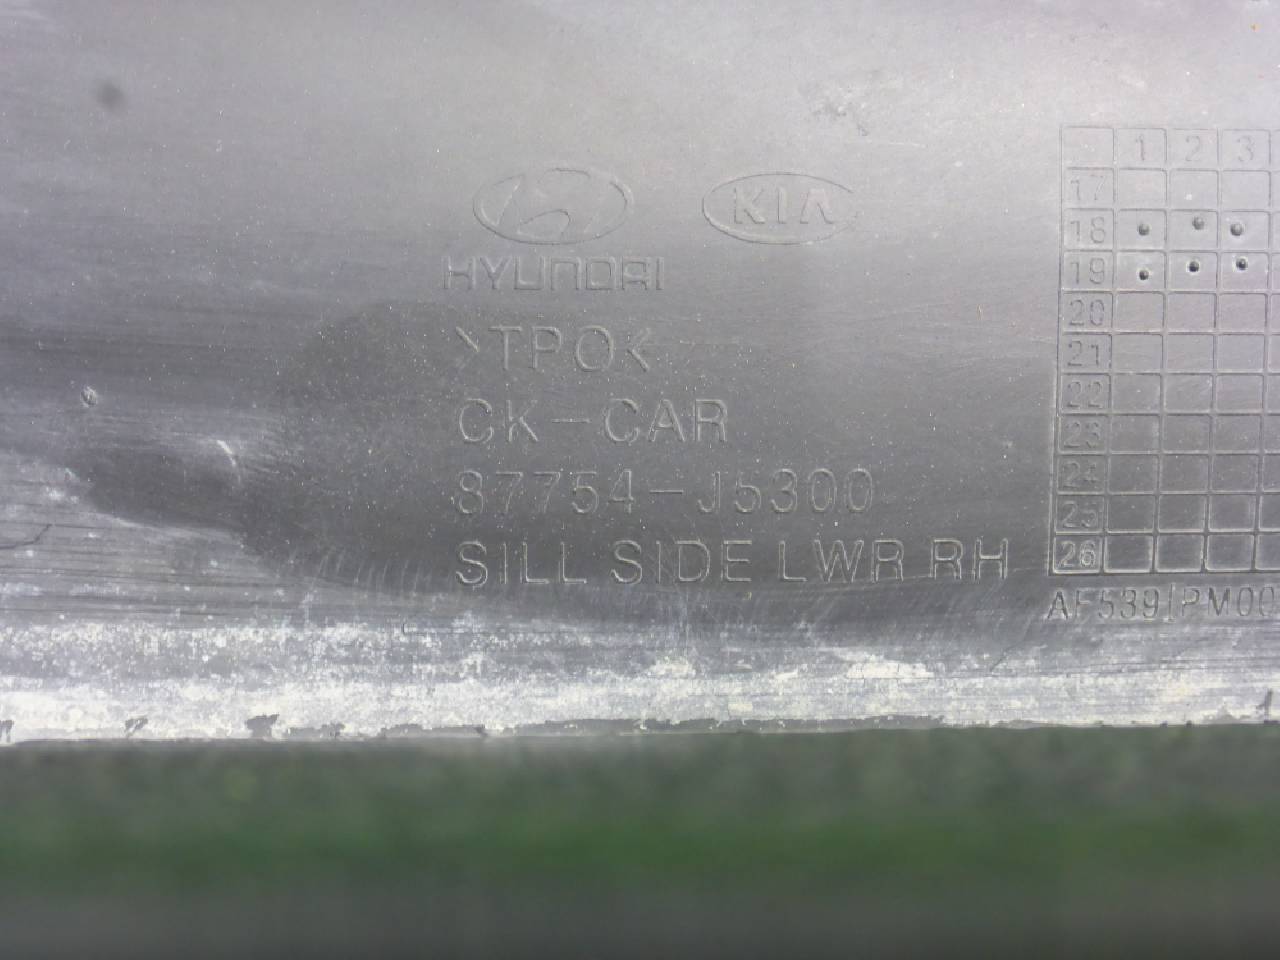 HYUNDAI
KIA
>TPO<
CK-CAR
87754-J5300
SILL SIDE LWR RH
1 2 3
17
18
19
20
21
22
23
24
25
26
AF539IPM00